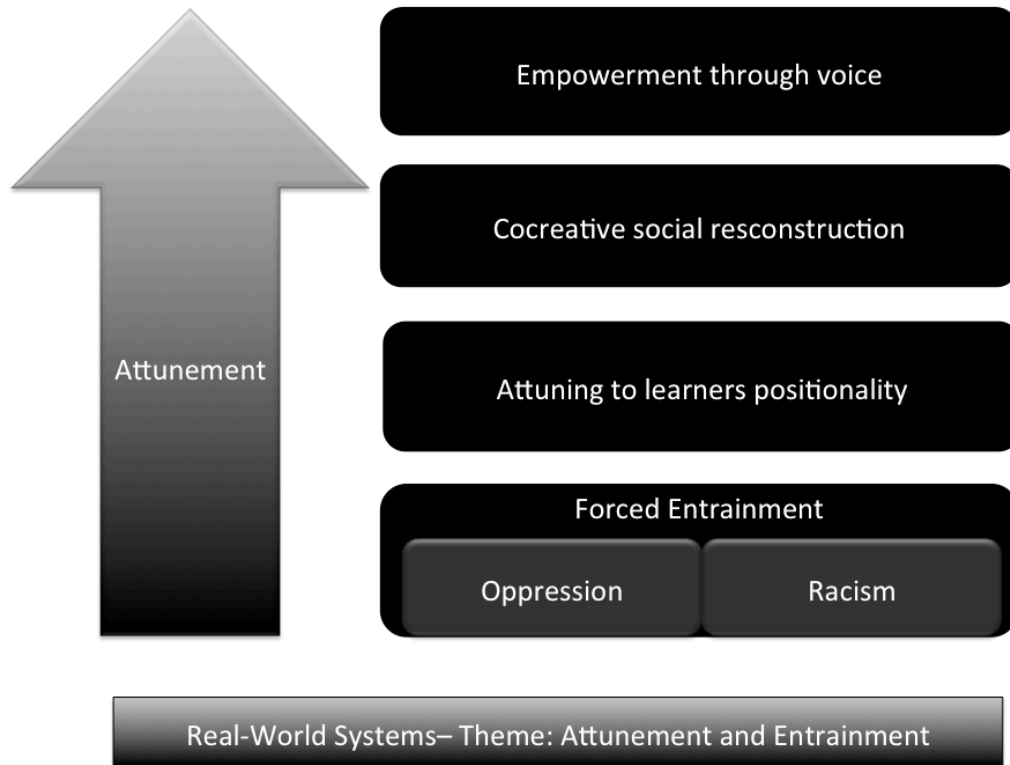 Empowerment through voice
Cocreative social resconstruction
Attunement
Attuning to learners positionality
Forced Entrainment
Oppression
Racism
Real-World Systems– Theme: Attunement and Entrainment